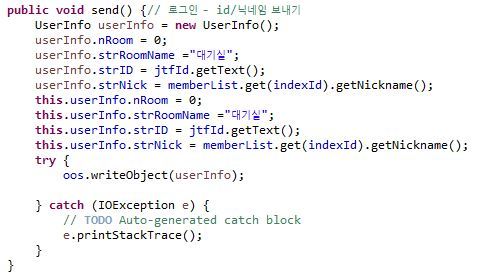 public void send() {// 로그인 - id/닉네임 보내기
    UserInfo userInfo = new UserInfo();
    userInfo.nRoom = 0;
    userInfo.strRoomName ="대기실";
    userInfo.strID = jtfId.getText();
    userInfo.strNick = memberList.get(indexId).getNickname();
    this.userInfo.nRoom = 0;
    this.userInfo.strRoomName ="대기실";
    this.userInfo.strID = jtfId.getText();
    this.userInfo.strNick = memberList.get(indexId).getNickname();
    try {
        oos.writeObject(userInfo);
    } catch (IOException e) {
        // TODO Auto-generated catch block
        e.printStackTrace();
    }
}